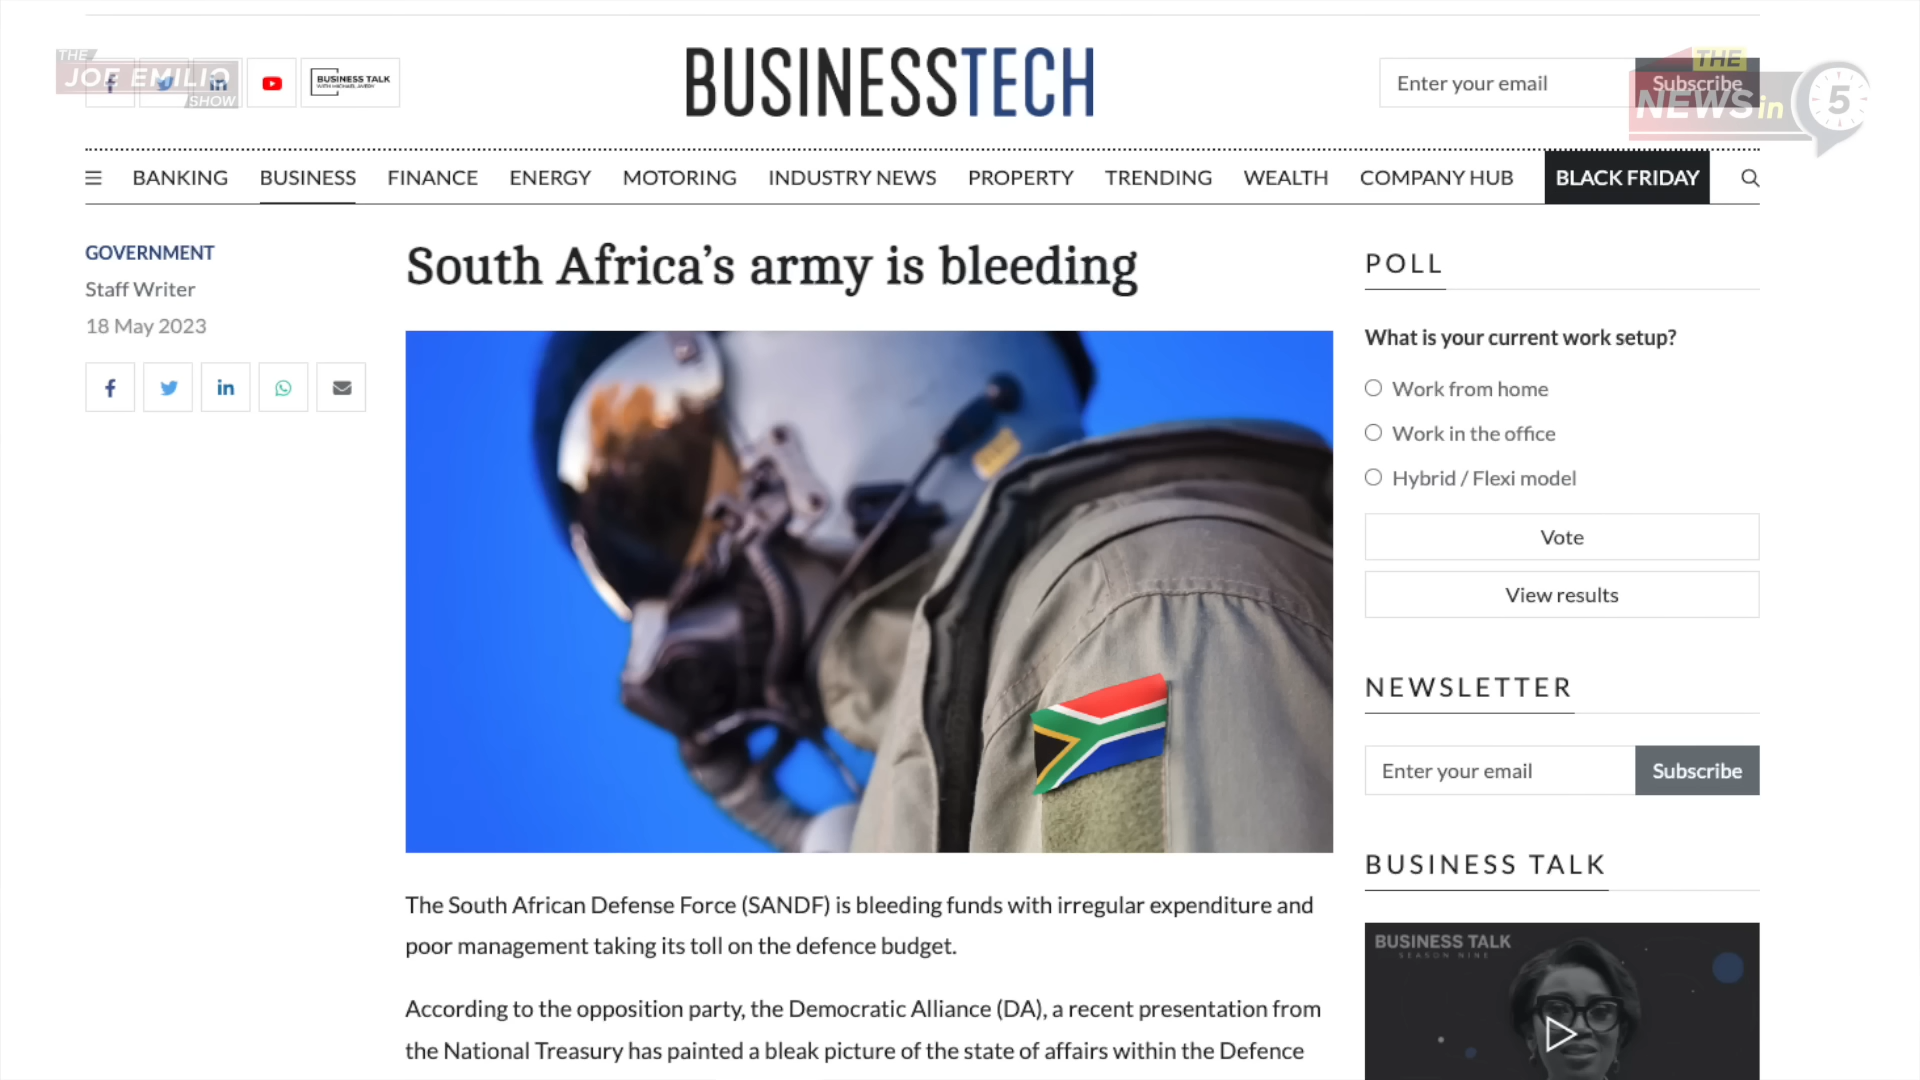 THE
JOE EMILIO
SHOW
BUSINESS TALK
WITH MICHAEL AVERY
BUSINESSTECH
Enter your email
Subscribe
THE
NEWS in 5
BANKING
BUSINESS
FINANCE
ENERGY
MOTORING
INDUSTRY NEWS
PROPERTY
TRENDING
WEALTH
COMPANY HUB
BLACK FRIDAY
GOVERNMENT
Staff Writer
18 May 2023
South Africa’s army is bleeding
The South African Defense Force (SANDF) is bleeding funds with irregular expenditure and
poor management taking its toll on the defence budget.
According to the opposition party, the Democratic Alliance (DA), a recent presentation from
the National Treasury has painted a bleak picture of the state of affairs within the Defence
POLL
What is your current work setup?
Work from home
Work in the office
Hybrid / Flexi model
Vote
View results
NEWSLETTER
Enter your email
Subscribe
BUSINESS TALK
BUSINESS TALK
SEASON NINE